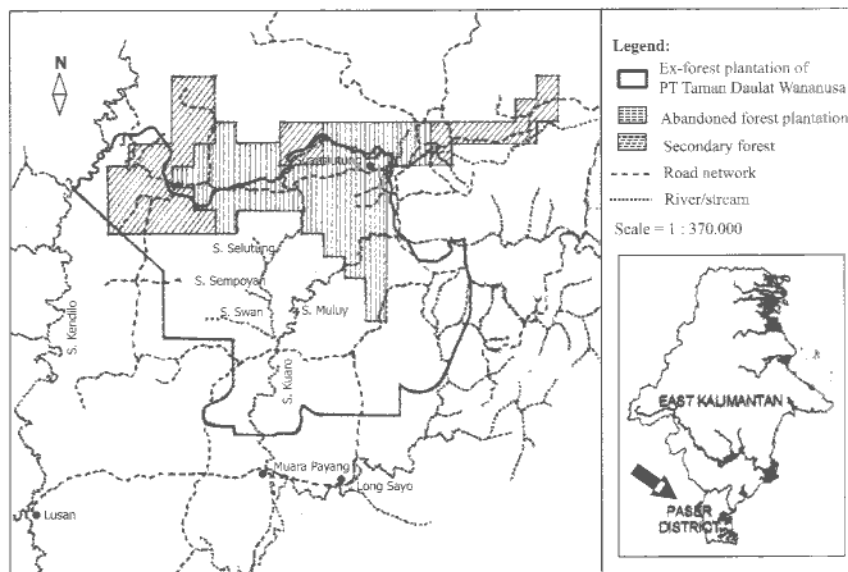 N
Selutung
S. Selutung
S. Sempoyan
S. Swan
S. Muluy
S. Kendilo
S. Kuaro
Muara Payang
Long Sayo
Lusan
Legend:
Ex-forest plantation of
PT Taman Daulat Wananusa
Abandoned forest plantation
Secondary forest
Road network
River/stream
Scale = 1 : 370.000
EAST KALIMANTAN
PASER
DISTRICT